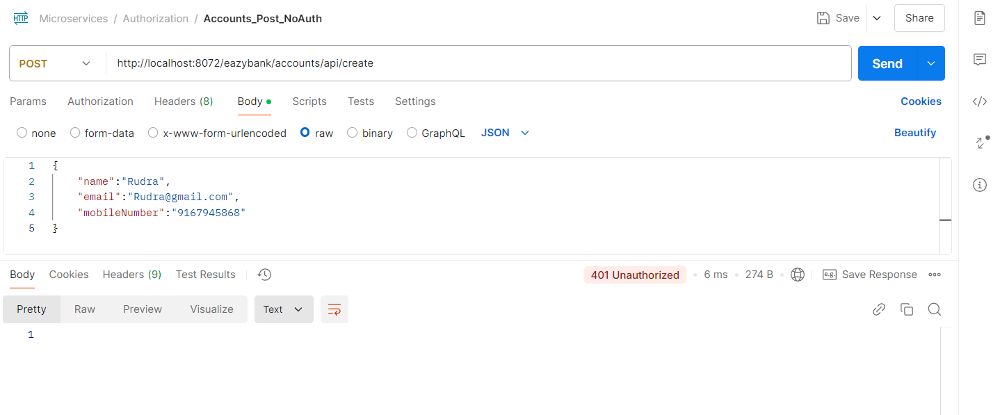 HTTP Microservices / Authorization / Accounts_Post_NoAuth Save Share
POST http://localhost:8072/eazybank/accounts/api/create Send
Params Authorization Headers (8) Body Scripts Tests Settings Cookies
none form-data x-www-form-urlencoded raw binary GraphQL JSON Beautify
1 {
2 "name":"Rudra",
3 "email":"Rudra@gmail.com",
4 "mobileNumber":"9167945868"
5 }
Body Cookies Headers (9) Test Results 401 Unauthorized 6 ms 274 B e.g. Save Response
Pretty Raw Preview Visualize Text
1